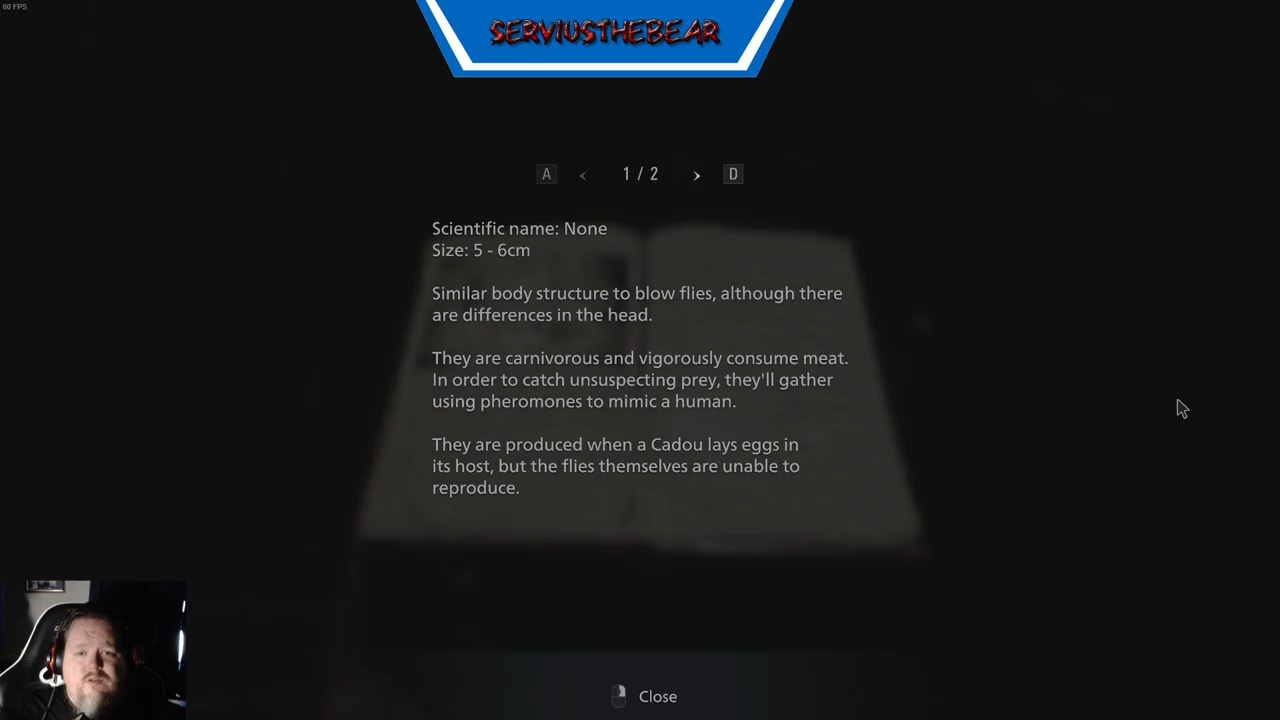 60 FPS
SERVIUSTHEBEAR
A < 1 / 2 > D
Scientific name: None
Size: 5 - 6cm
Similar body structure to blow flies, although there
are differences in the head.
They are carnivorous and vigorously consume meat.
In order to catch unsuspecting prey, they'll gather
using pheromones to mimic a human.
They are produced when a Cadou lays eggs in
its host, but the flies themselves are unable to
reproduce.
Close